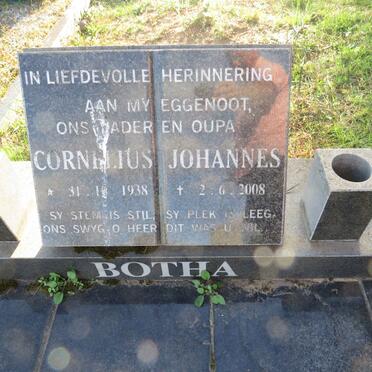 IN LIEFDEVOLLE HERINNERING
AAN MY EGGENOOT,
ONS VADER EN OUPA
CORNELIUS JOHANNES
* 31. 1 1938 † 2.6.2008
SY STEM IS STIL, SY PLEK IS LEEG.
ONS SWYG O HEER DIT WAS U WIL.
BOTHA